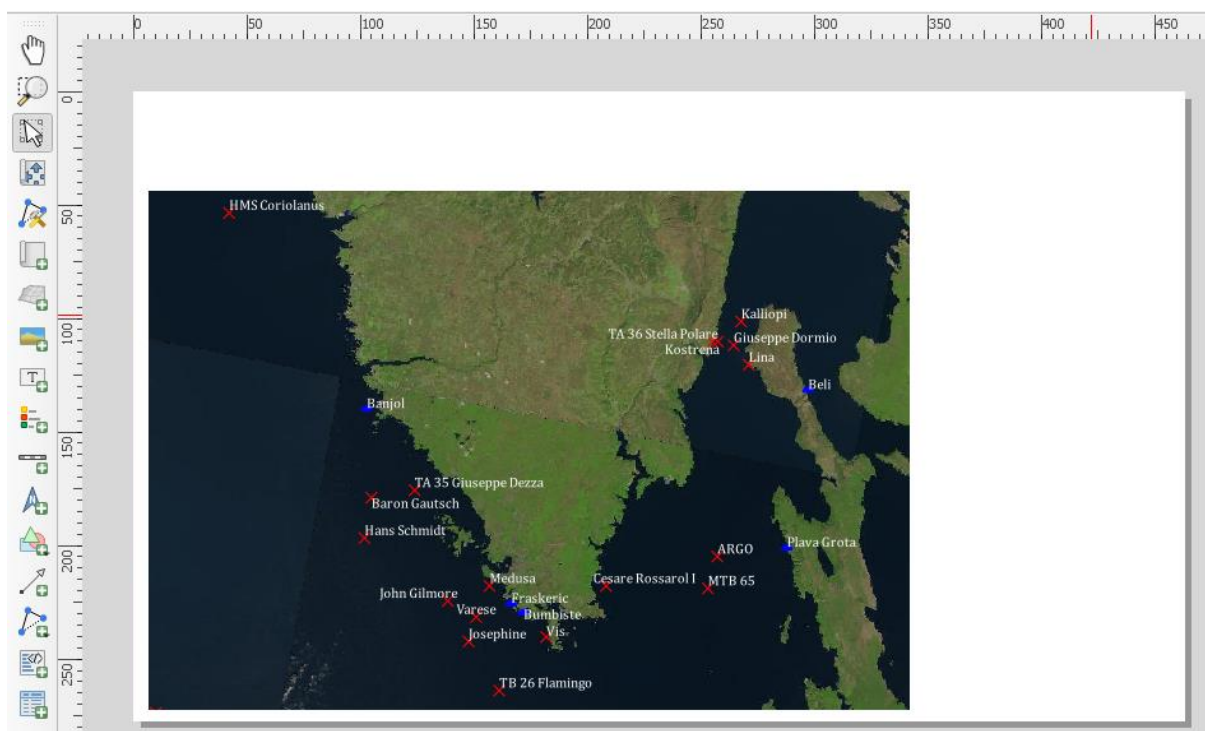 0 50 100 150 200 250 300 350 400 450
0
50
100
150
200
250
HMS Coriolanus
Kalliopi
TA 36 Stella Polare
Giuseppe Dormio
Kostrena
Lina
Beli
Banjol
TA 35 Giuseppe Dezza
Baron Gautsch
Hans Schmidt
Plava Grota
ARGO
Medusa
Cesare Rossarol I
MTB 65
John Gilmore
Fraskeric
Varese
Bumbiste
Josephine
Vis
TB 26 Flamingo
T